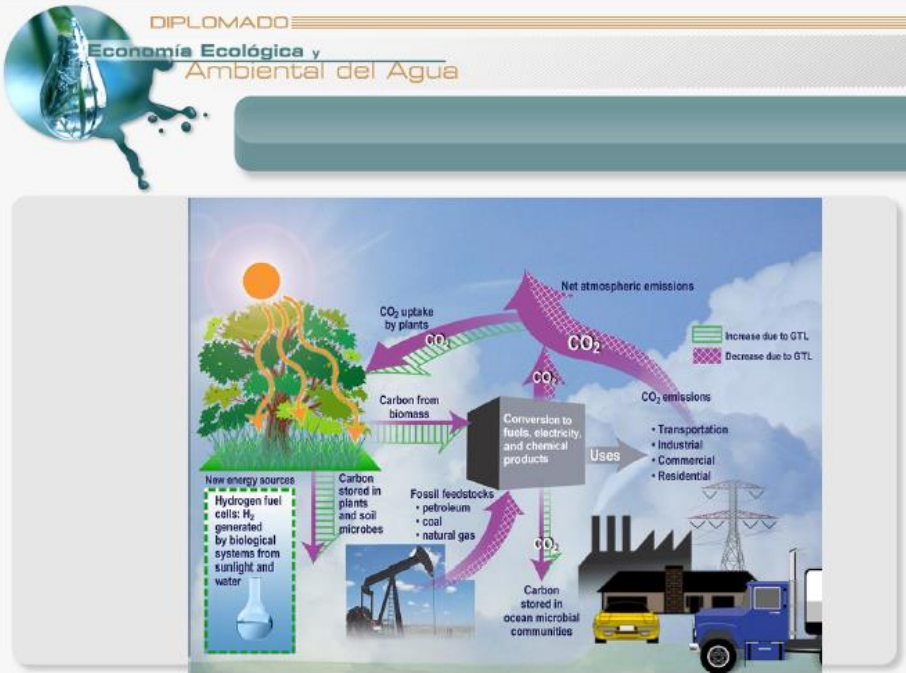 DIPLOMADO
Economía Ecológica y
Ambiental del Agua
Net atmospheric emissions
CO₂ uptake
by plants
CO₂
CO₂
Increase due to GTL
Decrease due to GTL
CO₂
CO₂ emissions
Carbon from
biomass
Conversion to
fuels, electricity,
and chemical
products
Uses
• Transportation
• Industrial
• Commercial
• Residential
New energy sources
Hydrogen fuel
cells: H₂
generated
by biological
systems from
sunlight and
water
Carbon
stored in
plants
and soil
microbes
Fossil feedstocks
• petroleum
• coal
• natural gas
CO₂
Carbon
stored in
ocean microbial
communities